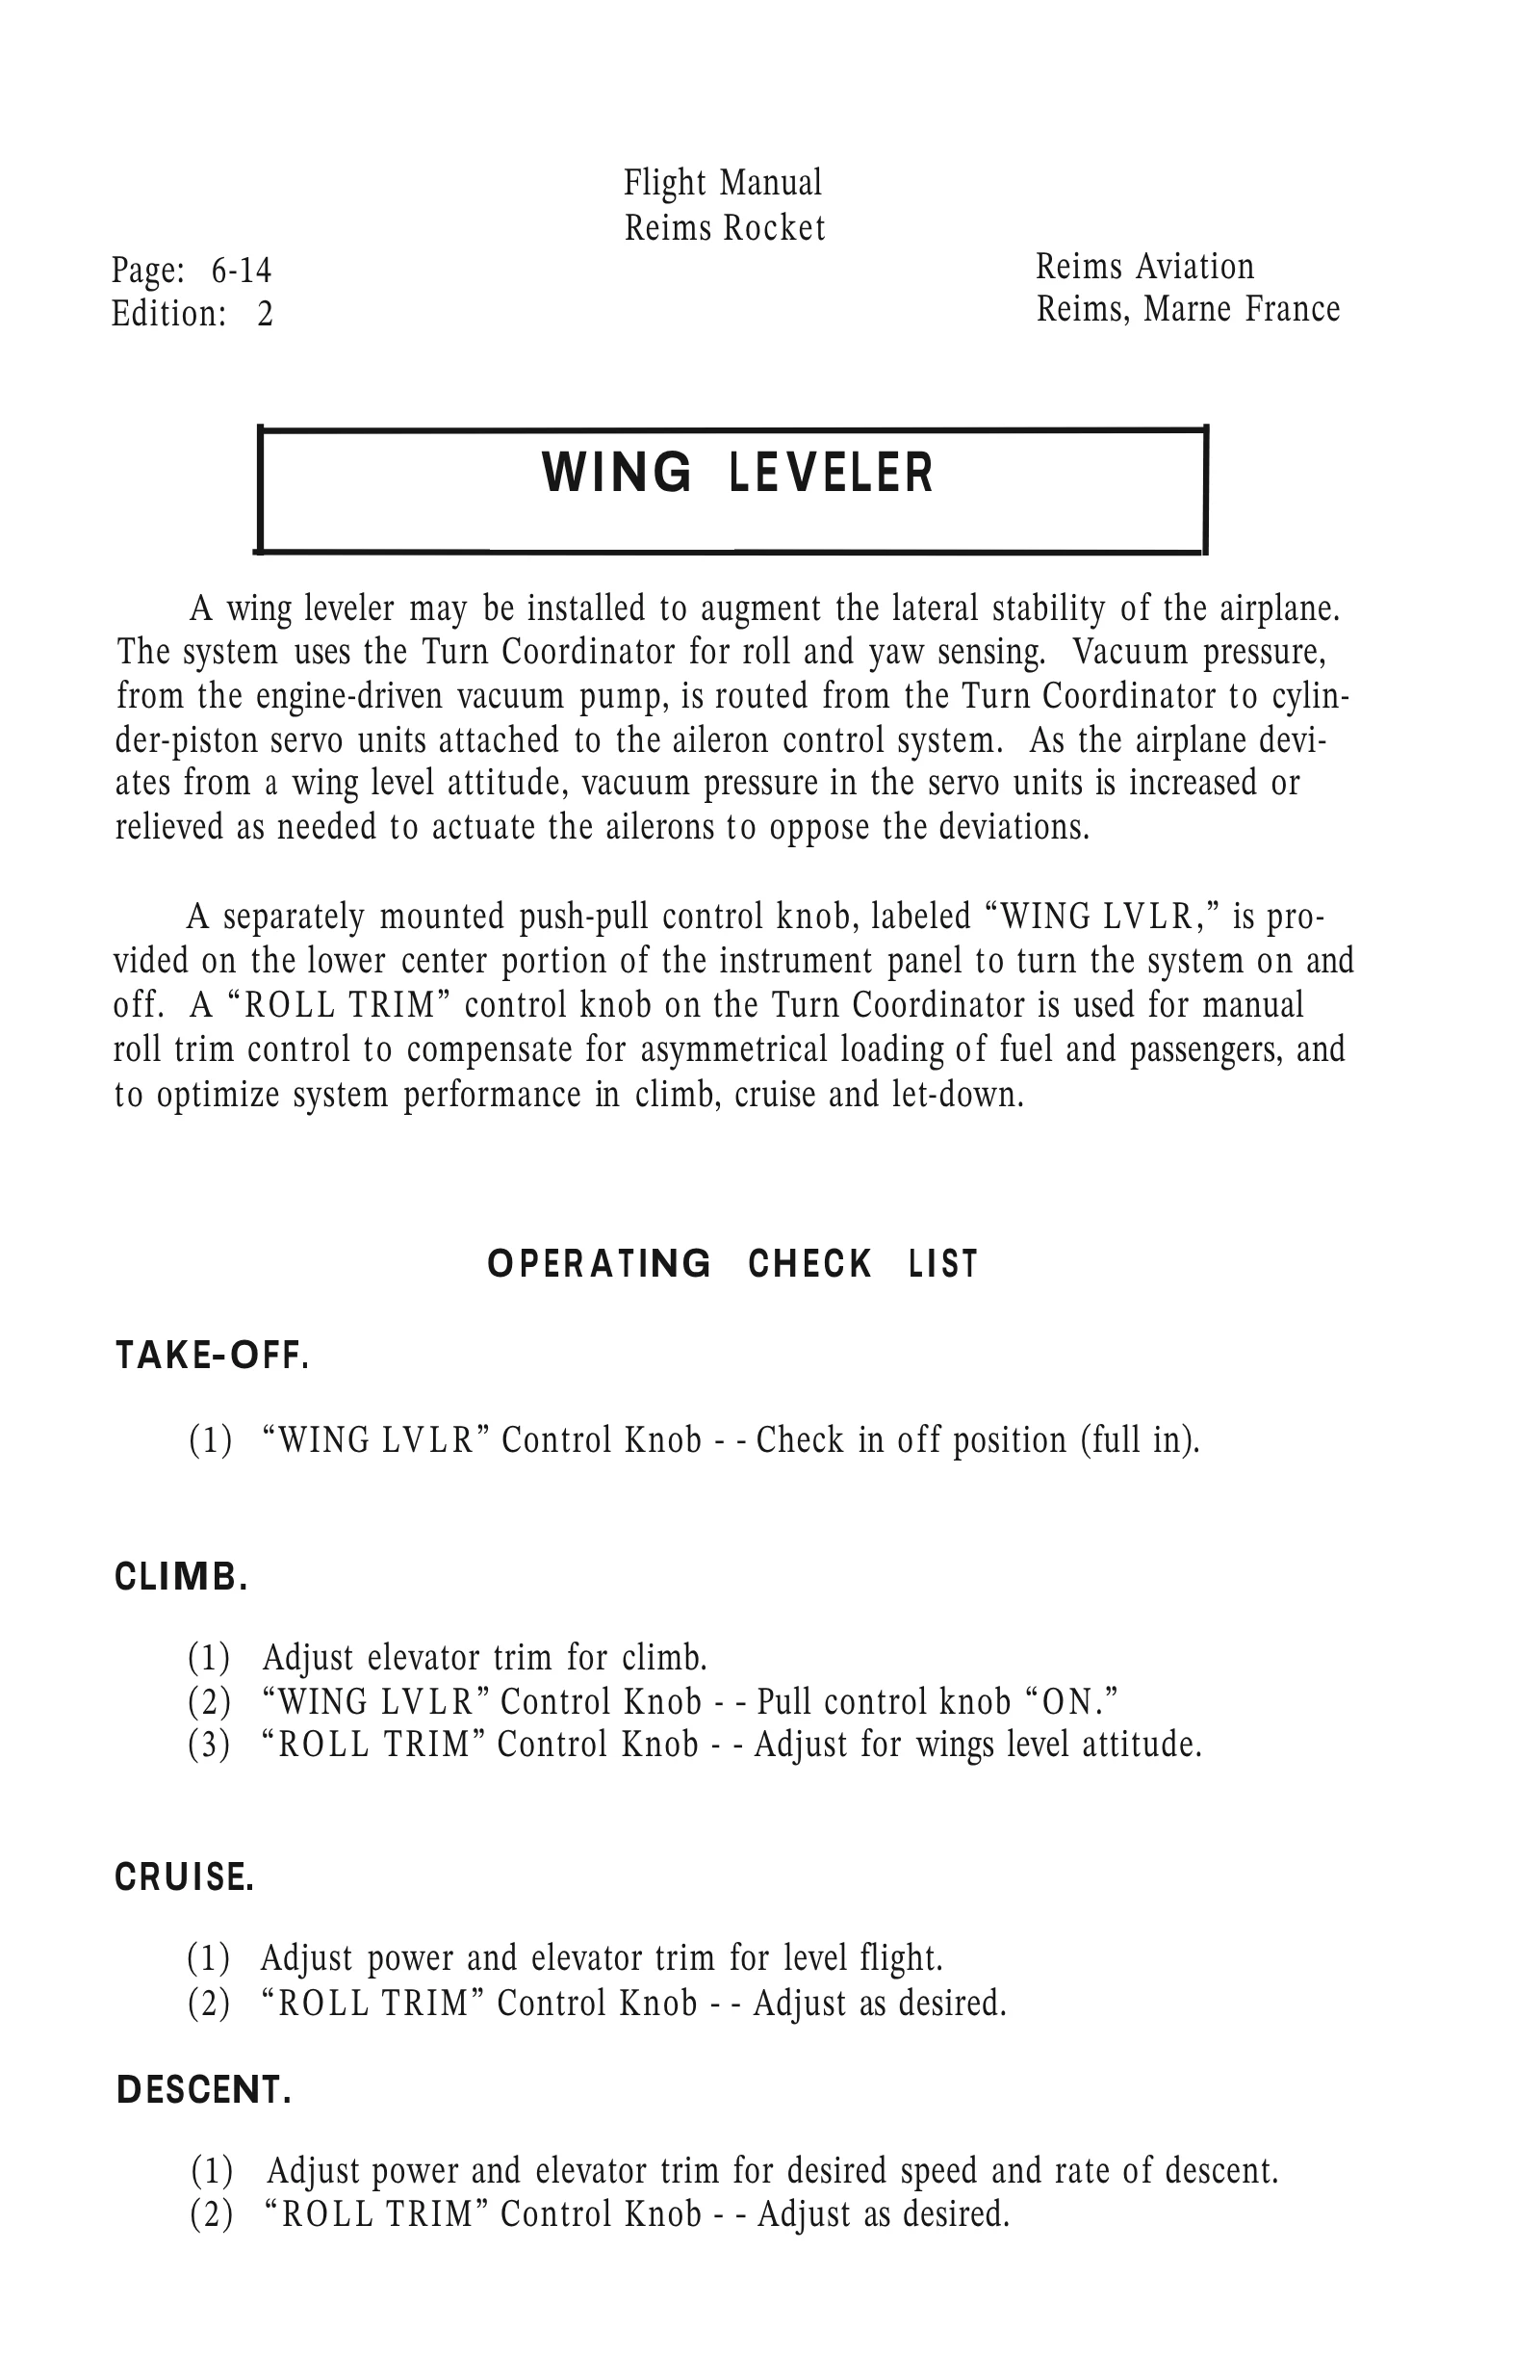 Flight Manual
Reims Rocket
Page: 6-14
Edition: 2
Reims Aviation
Reims, Marne France
WING LEVELER
A wing leveler may be installed to augment the lateral stability of the airplane.
The system uses the Turn Coordinator for roll and yaw sensing. Vacuum pressure,
from the engine-driven vacuum pump, is routed from the Turn Coordinator to cylin-
der-piston servo units attached to the aileron control system. As the airplane devi-
ates from a wing level attitude, vacuum pressure in the servo units is increased or
relieved as needed to actuate the ailerons to oppose the deviations.
A separately mounted push-pull control knob, labeled “WING LVLR,” is pro-
vided on the lower center portion of the instrument panel to turn the system on and
off. A “ROLL TRIM” control knob on the Turn Coordinator is used for manual
roll trim control to compensate for asymmetrical loading of fuel and passengers, and
to optimize system performance in climb, cruise and let-down.
OPERATING CHECK LIST
TAKE-OFF.
(1) “WING LVLR” Control Knob - - Check in off position (full in).
CLIMB.
(1) Adjust elevator trim for climb.
(2) “WING LVLR” Control Knob - - Pull control knob “ON.”
(3) “ROLL TRIM” Control Knob - - Adjust for wings level attitude.
CRUISE.
(1) Adjust power and elevator trim for level flight.
(2) “ROLL TRIM” Control Knob - - Adjust as desired.
DESCENT.
(1) Adjust power and elevator trim for desired speed and rate of descent.
(2) “ROLL TRIM” Control Knob - - Adjust as desired.